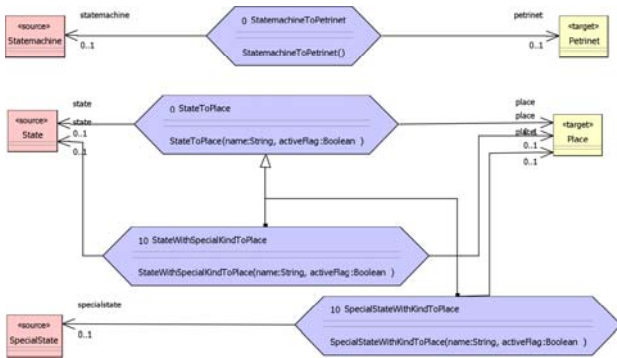 statemachine
petrinet
«source»
Statemachine
0 StatemachineToPetrinet
«target»
Petrinet
0..1
StatemachineToPetrinet()
0..1
state
place
«source»
State
state
0..1
0..1
0 StateToPlace
place
place
0..1
0..1
«target»
Place
StateToPlace(name:String, activeFlag:Boolean )
10 StateWithSpecialKindToPlace
StateWithSpecialKindToPlace(name:String, activeFlag:Boolean )
specialstate
«source»
SpecialState
0..1
10 SpecialStateWithKindToPlace
SpecialStateWithKindToPlace(name:String, activeFlag:Boolean )